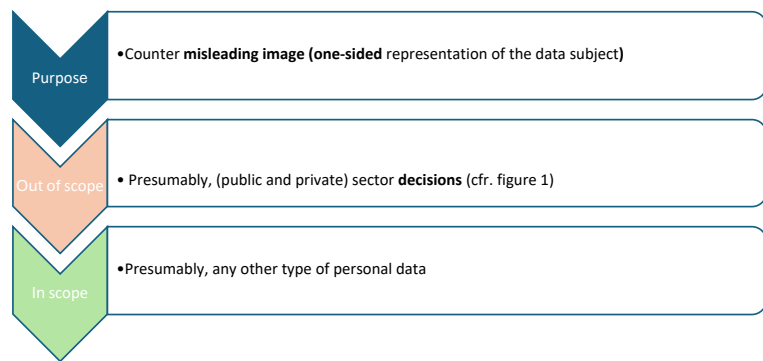 Purpose
•Counter misleading image (one-sided representation of the data subject)
Out of scope
• Presumably, (public and private) sector decisions (cfr. figure 1)
In scope
•Presumably, any other type of personal data